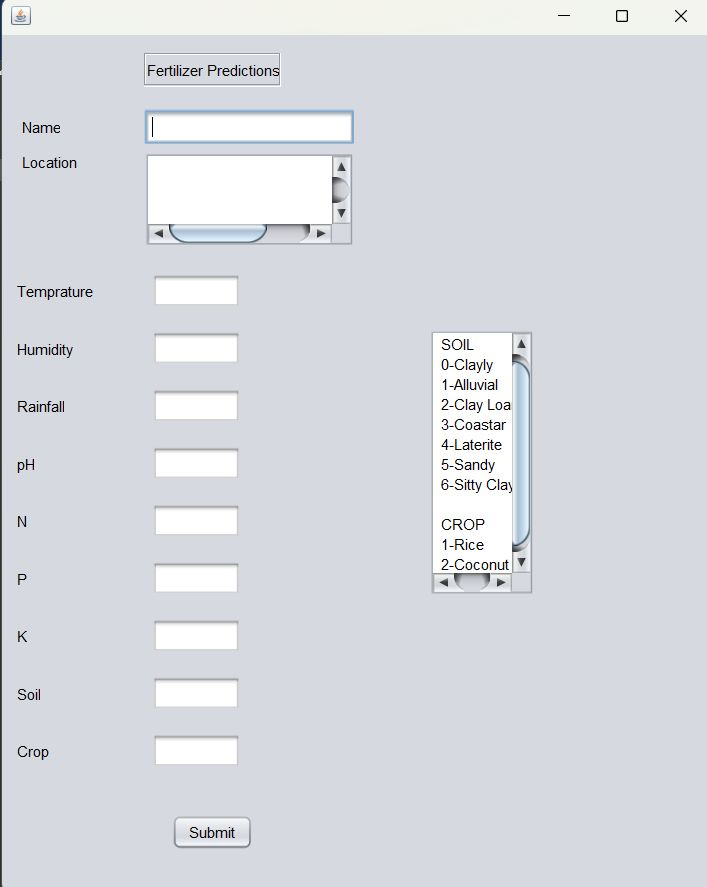 Fertilizer Predictions
Name
Location
Temprature
Humidity
Rainfall
pH
N
P
K
Soil
Crop
SOIL
0-Clayly
1-Alluvial
2-Clay Loa
3-Coastar
4-Laterite
5-Sandy
6-Sitty Clay
CROP
1-Rice
2-Coconut
Submit